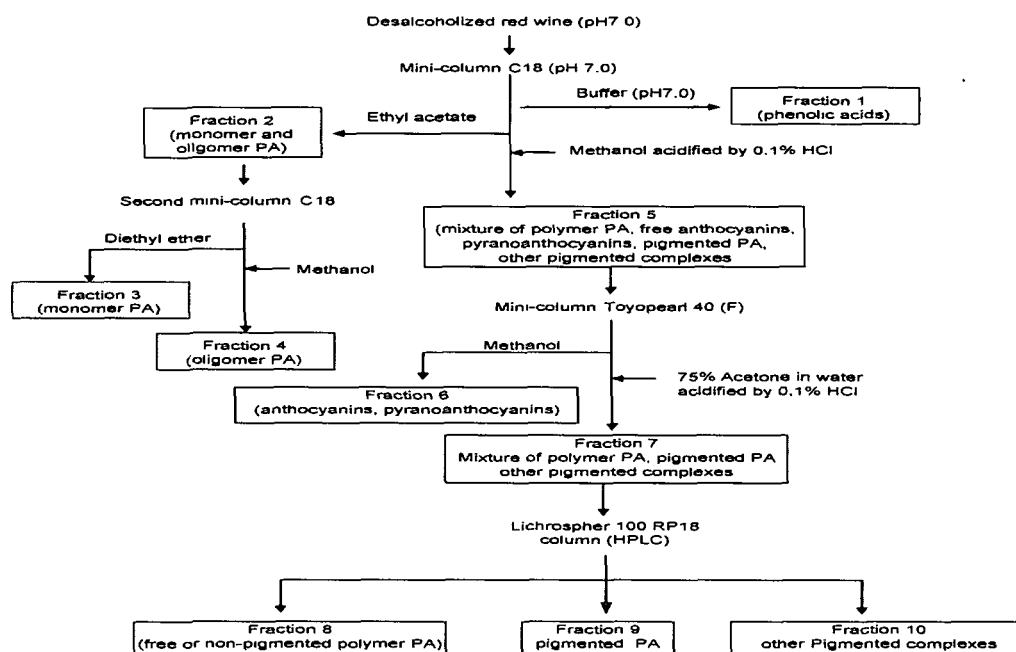 Desalcoholized red wine (pH7 0)
Mini-column C18 (pH 7.0)
Buffer (pH7.0)
Fraction 1
(phenolic acids)
Ethyl acetate
Fraction 2
(monomer and
oligomer PA)
Methanol acidified by 0.1% HCl
Second mini-column C18
Fraction 5
(mixture of polymer PA, free anthocyanins,
pyranoanthocyanins, pigmented PA,
other pigmented complexes)
Diethyl ether
Methanol
Fraction 3
(monomer PA)
Mini-column Toyopearl 40 (F)
Fraction 4
(oligomer PA)
Methanol
75% Acetone in water
acidified by 0.1% HCl
Fraction 6
(anthocyanins, pyranoanthocyanins)
Fraction 7
Mixture of polymer PA, pigmented PA
other pigmented complexes
Lichrospher 100 RP18
column (HPLC)
Fraction 8
(free or non-pigmented polymer PA)
Fraction 9
pigmented PA
Fraction 10
other Pigmented complexes